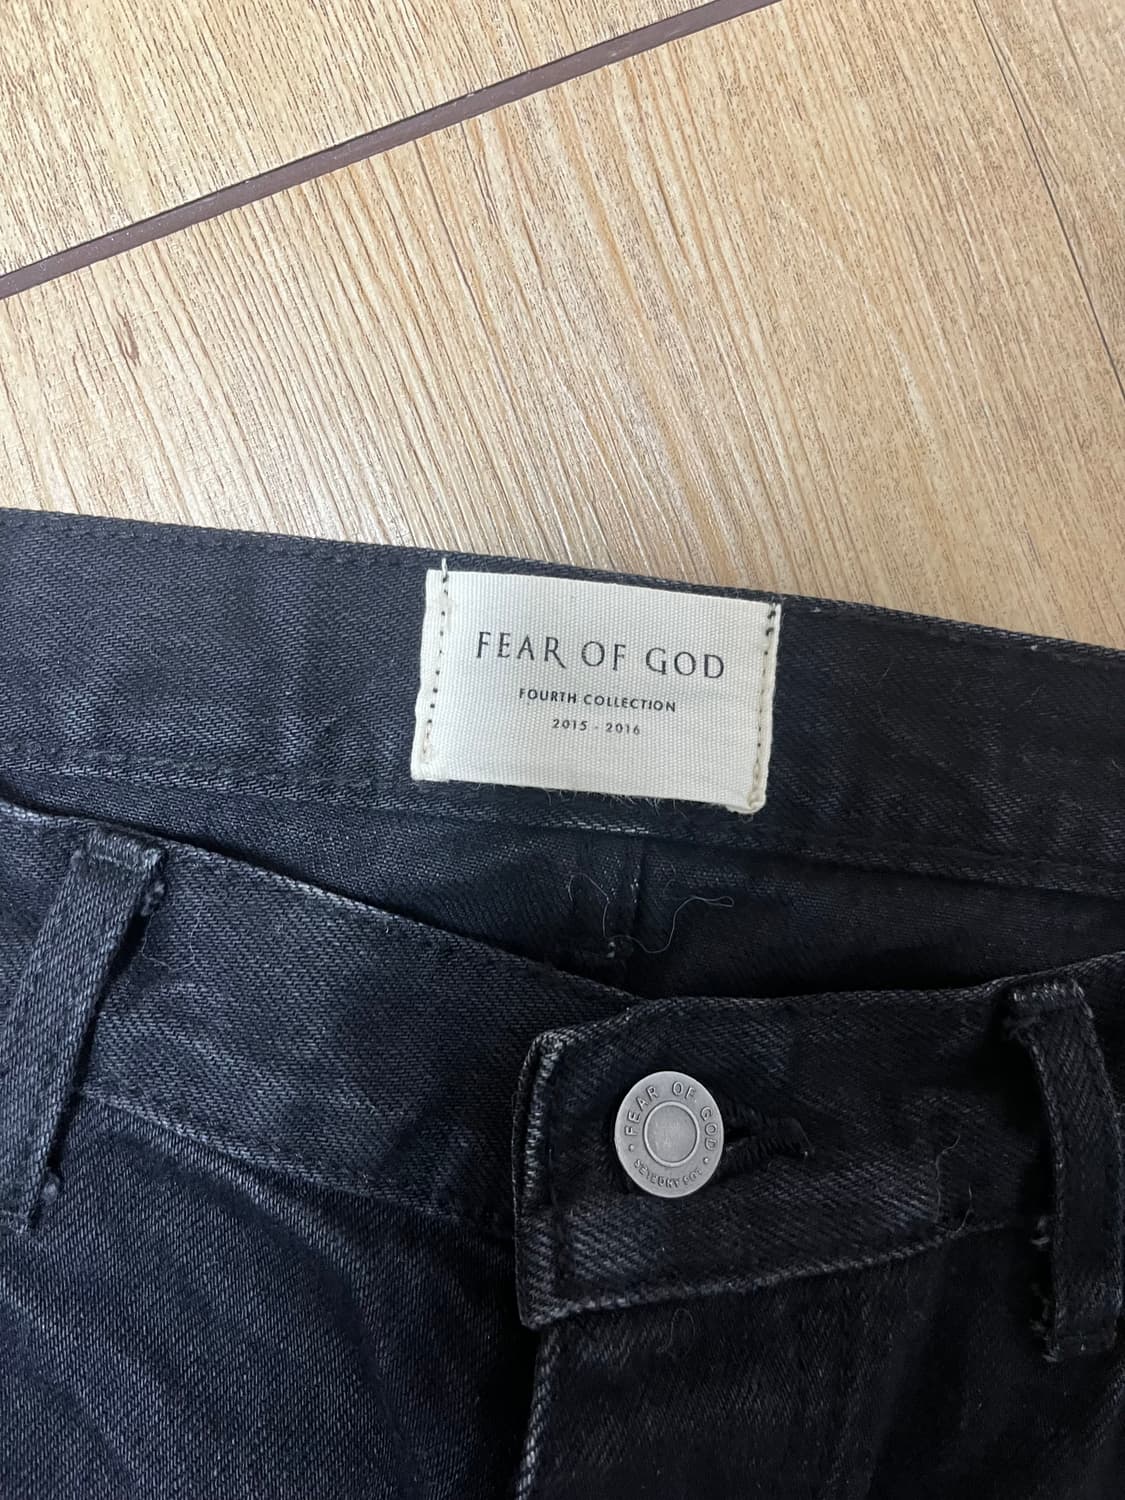 FEAR OF GOD
FOURTH COLLECTION
2015 - 2016
FEAR OF GOD